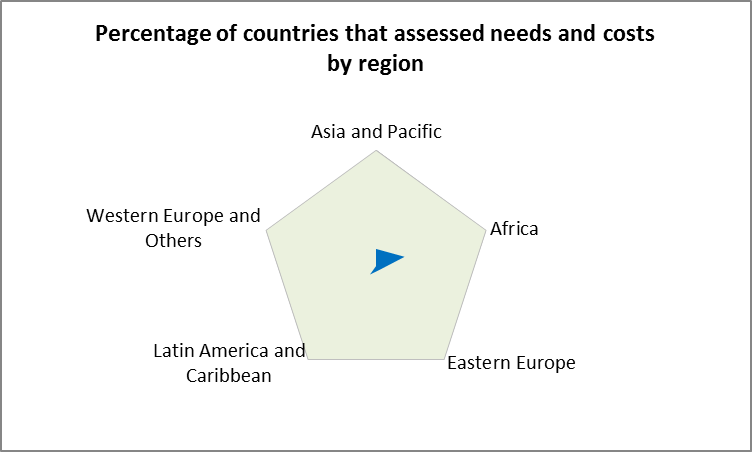 Percentage of countries that assessed needs and costs
by region
Asia and Pacific
Western Europe and
Others
Africa
Latin America and
Caribbean
Eastern Europe